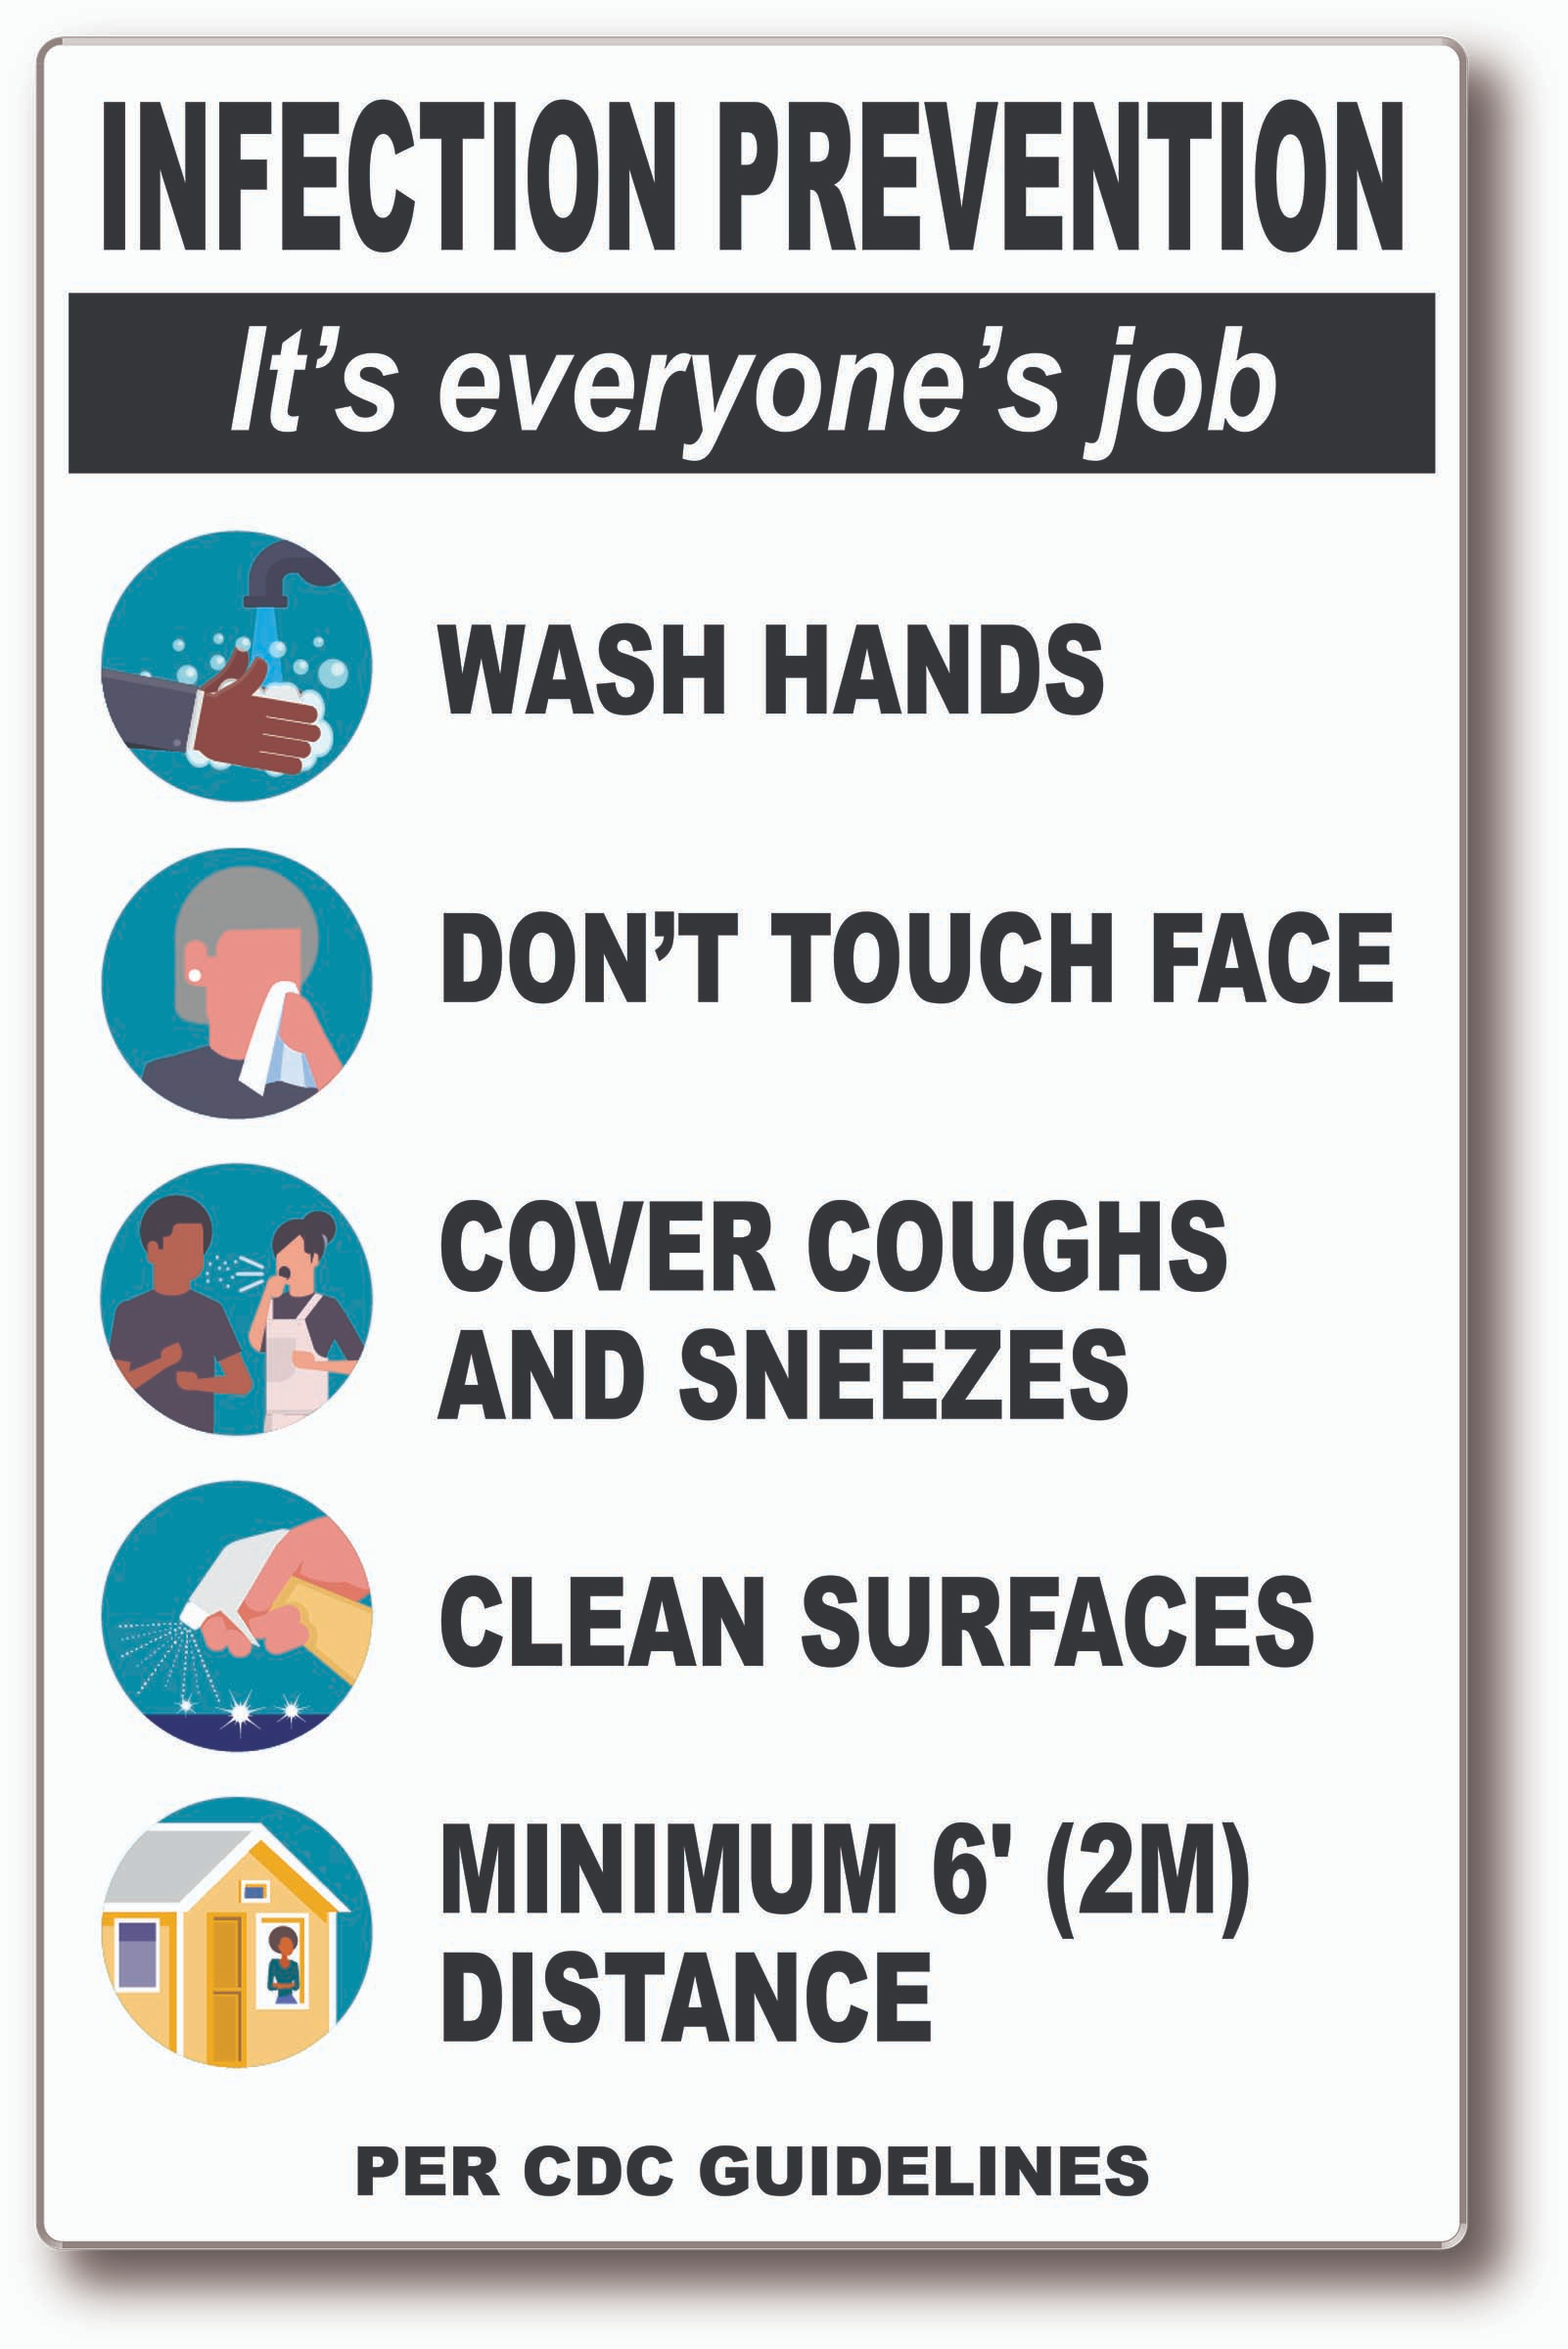 INFECTION PREVENTION
It’s everyone’s job
WASH HANDS
DON’T TOUCH FACE
COVER COUGHS
AND SNEEZES
CLEAN SURFACES
MINIMUM 6' (2M)
DISTANCE
PER CDC GUIDELINES